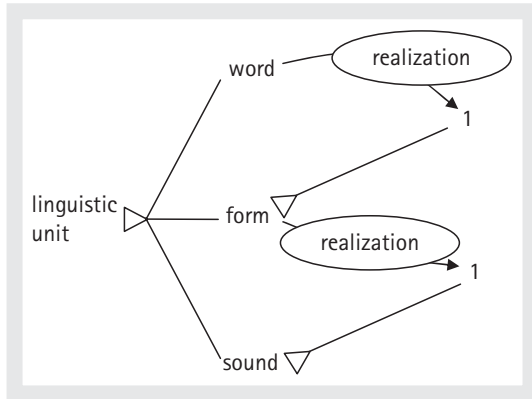 realization
word
1
linguistic
unit
form
realization
1
sound